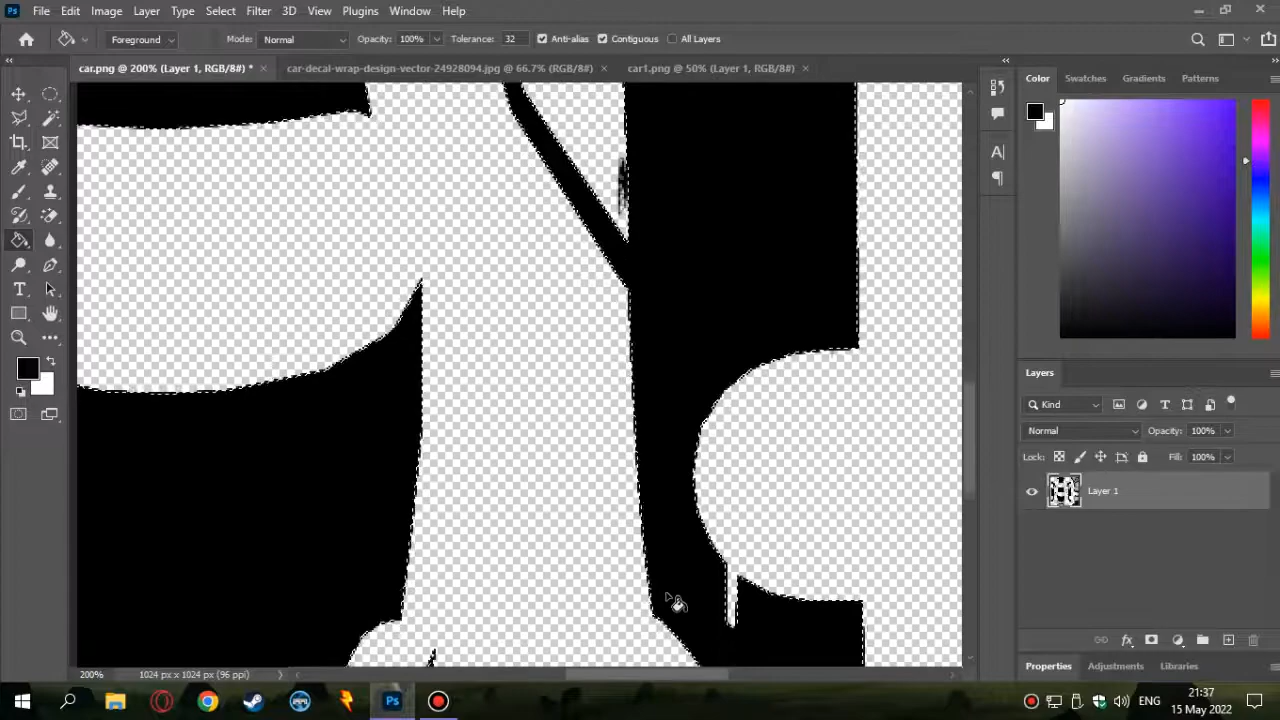 Ps File Edit Image Layer Type Select Filter 3D View Plugins Window Help
Foreground Mode: Normal Opacity: 100% Tolerance: 32 Anti-alias Contiguous All Layers
car.png @ 200% (Layer 1, RGB/8#) * × car-decal-wrap-design-vector-24928094.jpg @ 66.7% (RGB/8#) × car1.png @ 50% (Layer 1, RGB/8#) ×
Color Swatches Gradients Patterns
Layers
Kind
Normal Opacity: 100%
Lock: Fill: 100%
Layer 1
fx
200% 1024 px x 1024 px (96 ppi)
Properties Adjustments Libraries
Ps ENG 21:37
15 May 2022